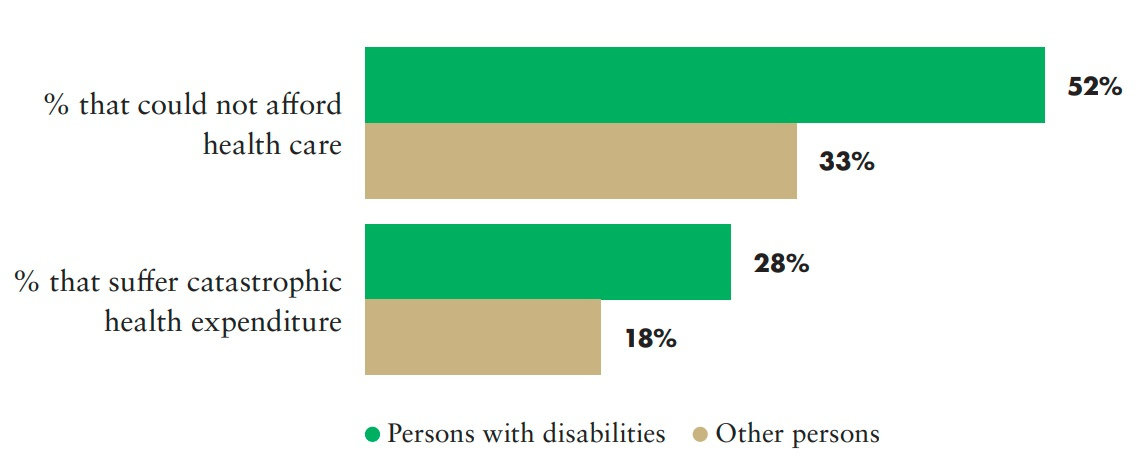 % that could not afford
health care
52%
33%
% that suffer catastrophic
health expenditure
28%
18%
Persons with disabilities
Other persons